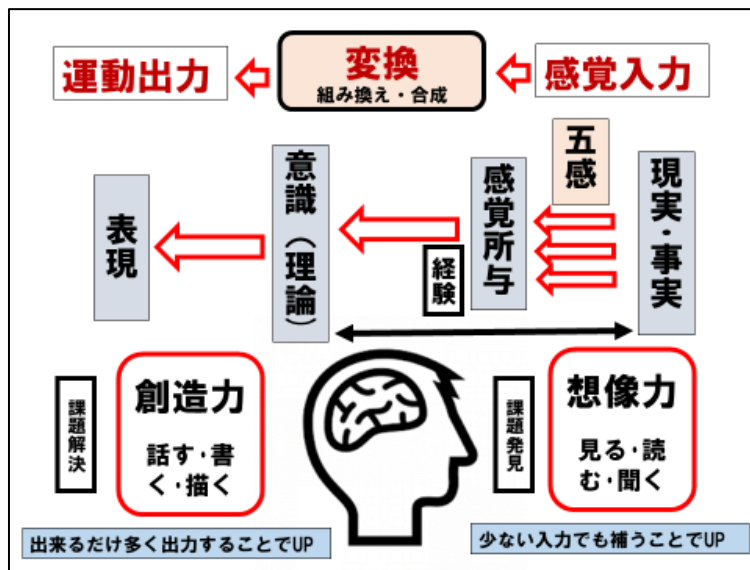 運動出力
変換
組み換え・合成
感覚入力
五感
現実・事実
感覚所与
経験
意識（理論）
表現
課題解決
創造力
話す・書
く・描く
課題発見
想像力
見る・読
む・聞く
出来るだけ多く出力することでUP
少ない入力でも補うことでUP